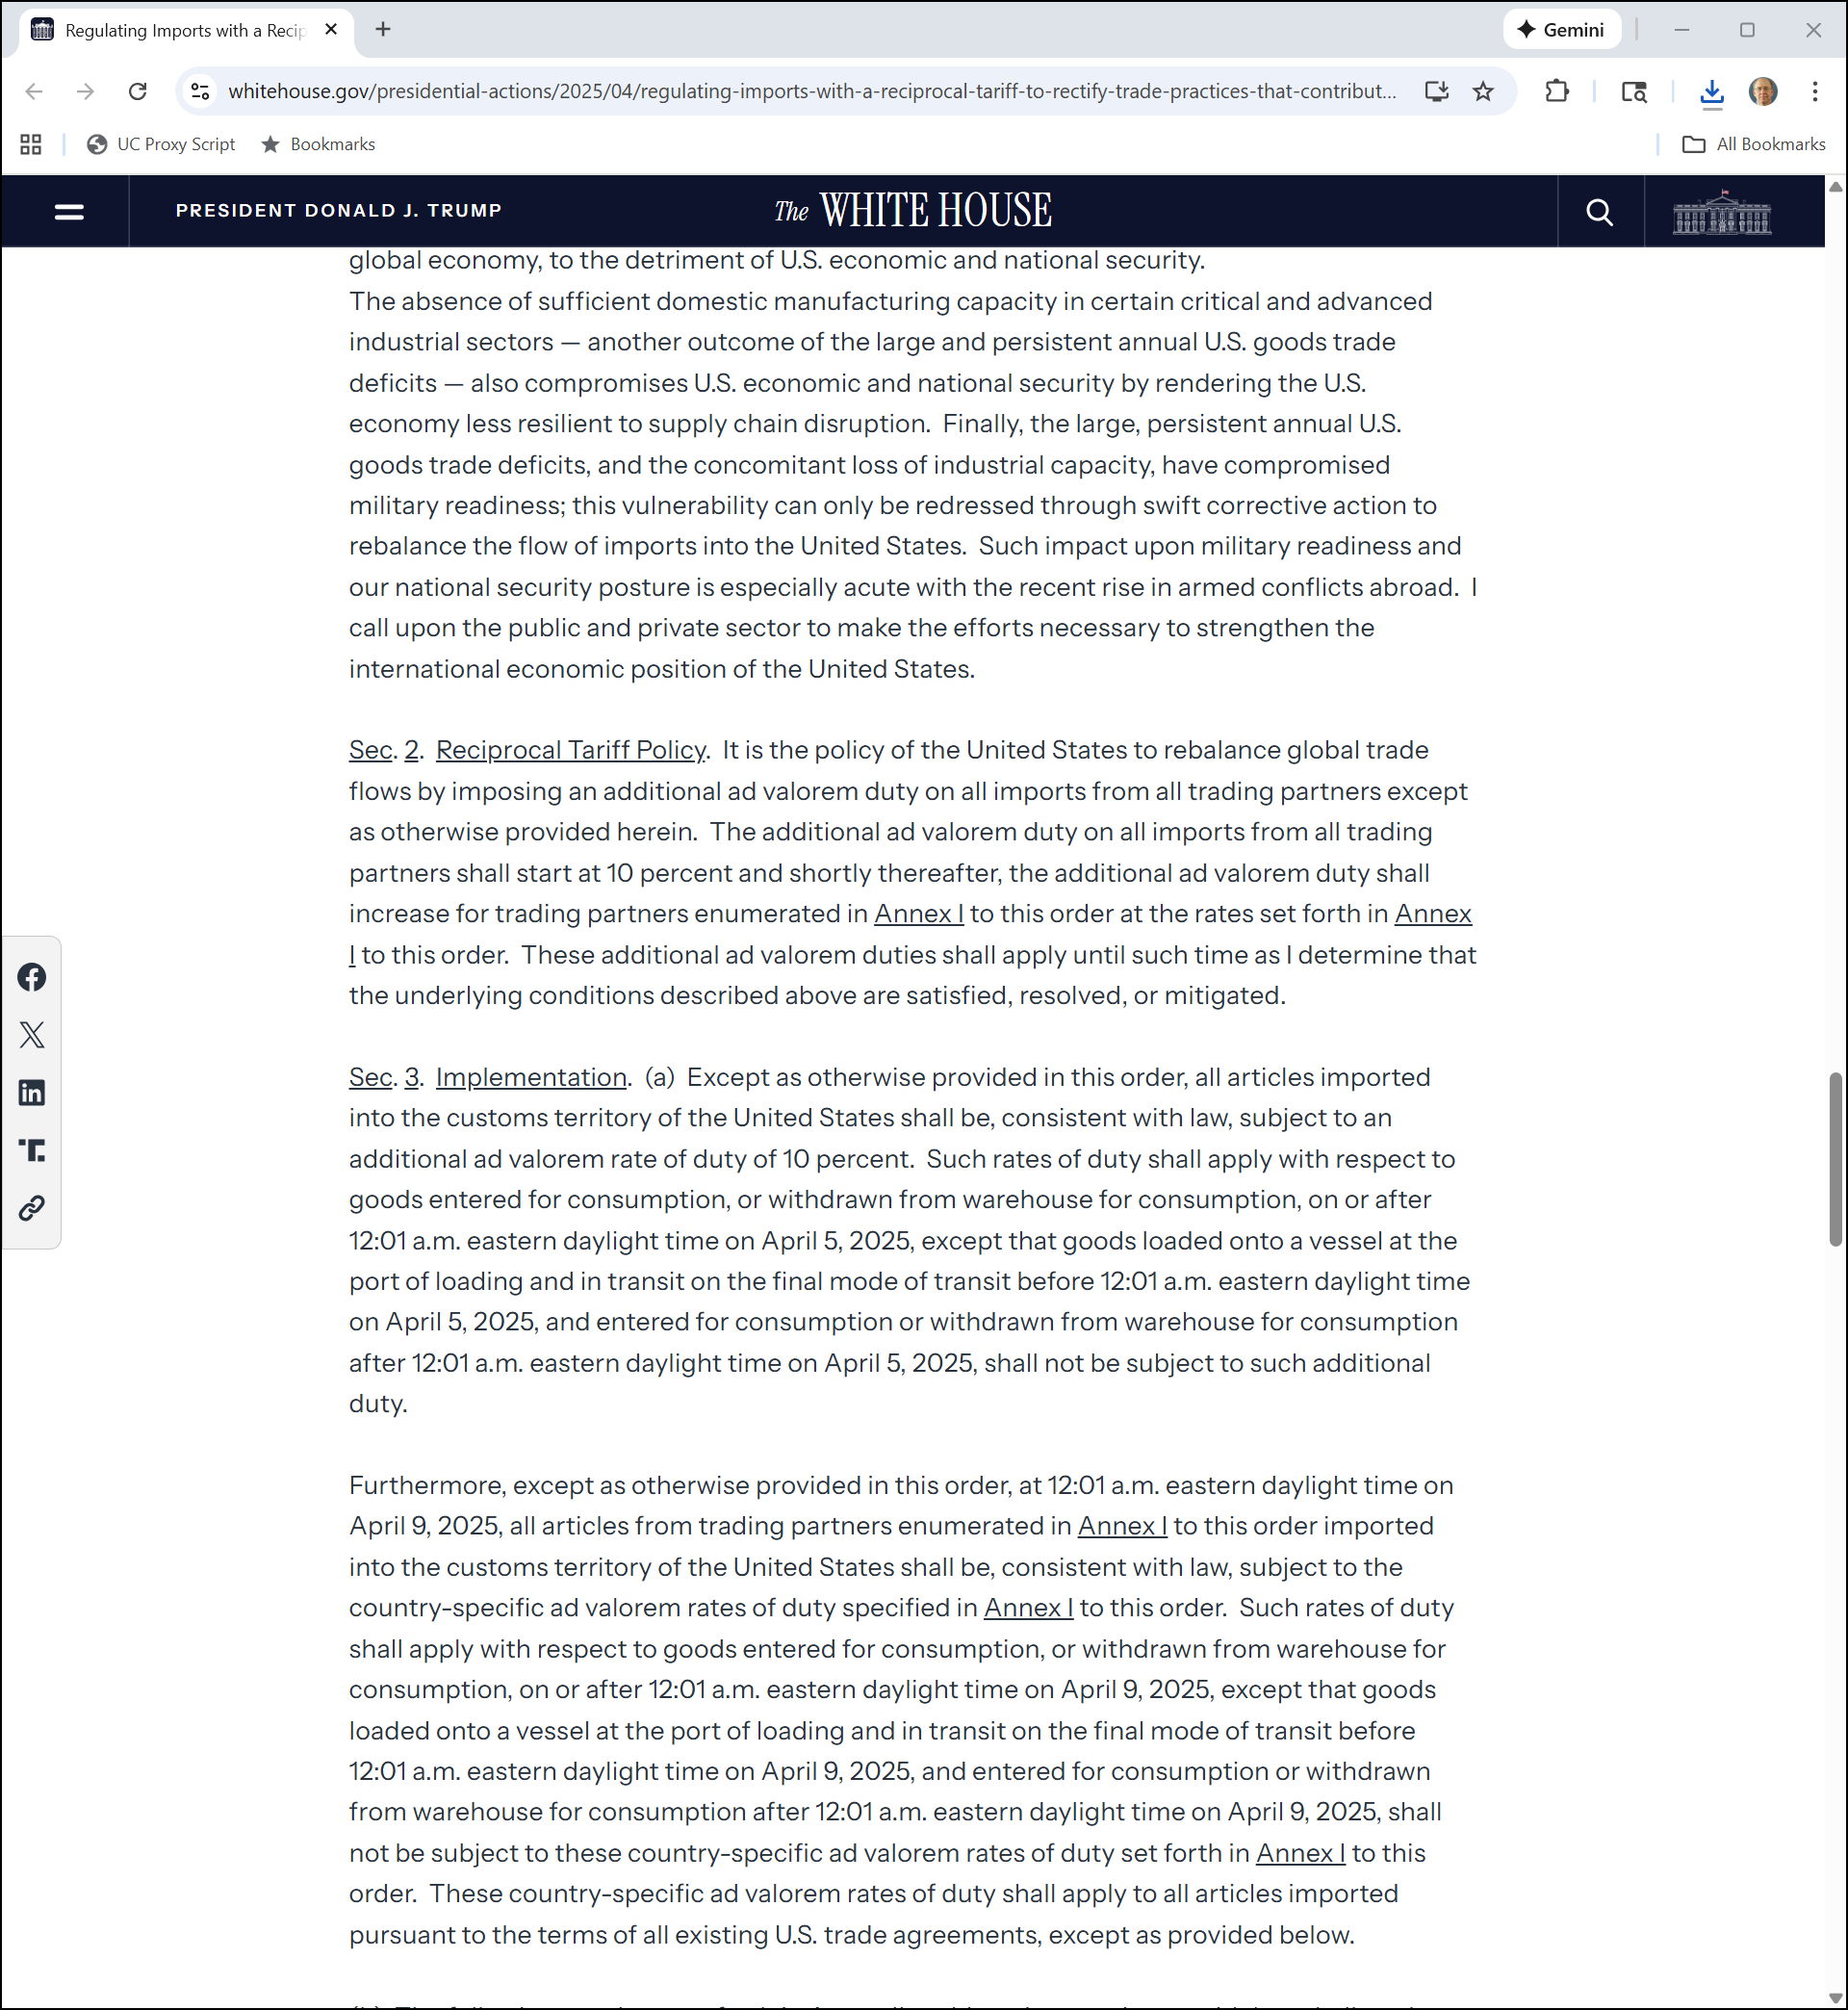 Regulating Imports with a Recip
Gemini
whitehouse.gov/presidential-actions/2025/04/regulating-imports-with-a-reciprocal-tariff-to-rectify-trade-practices-that-contribut...
UC Proxy Script
Bookmarks
All Bookmarks
PRESIDENT DONALD J. TRUMP
The WHITE HOUSE
global economy, to the detriment of U.S. economic and national security.
The absence of sufficient domestic manufacturing capacity in certain critical and advanced
industrial sectors — another outcome of the large and persistent annual U.S. goods trade
deficits — also compromises U.S. economic and national security by rendering the U.S.
economy less resilient to supply chain disruption.  Finally, the large, persistent annual U.S.
goods trade deficits, and the concomitant loss of industrial capacity, have compromised
military readiness; this vulnerability can only be redressed through swift corrective action to
rebalance the flow of imports into the United States.  Such impact upon military readiness and
our national security posture is especially acute with the recent rise in armed conflicts abroad.  I
call upon the public and private sector to make the efforts necessary to strengthen the
international economic position of the United States.
Sec. 2.  Reciprocal Tariff Policy.  It is the policy of the United States to rebalance global trade
flows by imposing an additional ad valorem duty on all imports from all trading partners except
as otherwise provided herein.  The additional ad valorem duty on all imports from all trading
partners shall start at 10 percent and shortly thereafter, the additional ad valorem duty shall
increase for trading partners enumerated in Annex I to this order at the rates set forth in Annex
I to this order.  These additional ad valorem duties shall apply until such time as I determine that
the underlying conditions described above are satisfied, resolved, or mitigated.
Sec. 3.  Implementation.  (a)  Except as otherwise provided in this order, all articles imported
into the customs territory of the United States shall be, consistent with law, subject to an
additional ad valorem rate of duty of 10 percent.  Such rates of duty shall apply with respect to
goods entered for consumption, or withdrawn from warehouse for consumption, on or after
12:01 a.m. eastern daylight time on April 5, 2025, except that goods loaded onto a vessel at the
port of loading and in transit on the final mode of transit before 12:01 a.m. eastern daylight time
on April 5, 2025, and entered for consumption or withdrawn from warehouse for consumption
after 12:01 a.m. eastern daylight time on April 5, 2025, shall not be subject to such additional
duty.
Furthermore, except as otherwise provided in this order, at 12:01 a.m. eastern daylight time on
April 9, 2025, all articles from trading partners enumerated in Annex I to this order imported
into the customs territory of the United States shall be, consistent with law, subject to the
country-specific ad valorem rates of duty specified in Annex I to this order.  Such rates of duty
shall apply with respect to goods entered for consumption, or withdrawn from warehouse for
consumption, on or after 12:01 a.m. eastern daylight time on April 9, 2025, except that goods
loaded onto a vessel at the port of loading and in transit on the final mode of transit before
12:01 a.m. eastern daylight time on April 9, 2025, and entered for consumption or withdrawn
from warehouse for consumption after 12:01 a.m. eastern daylight time on April 9, 2025, shall
not be subject to these country-specific ad valorem rates of duty set forth in Annex I to this
order.  These country-specific ad valorem rates of duty shall apply to all articles imported
pursuant to the terms of all existing U.S. trade agreements, except as provided below.